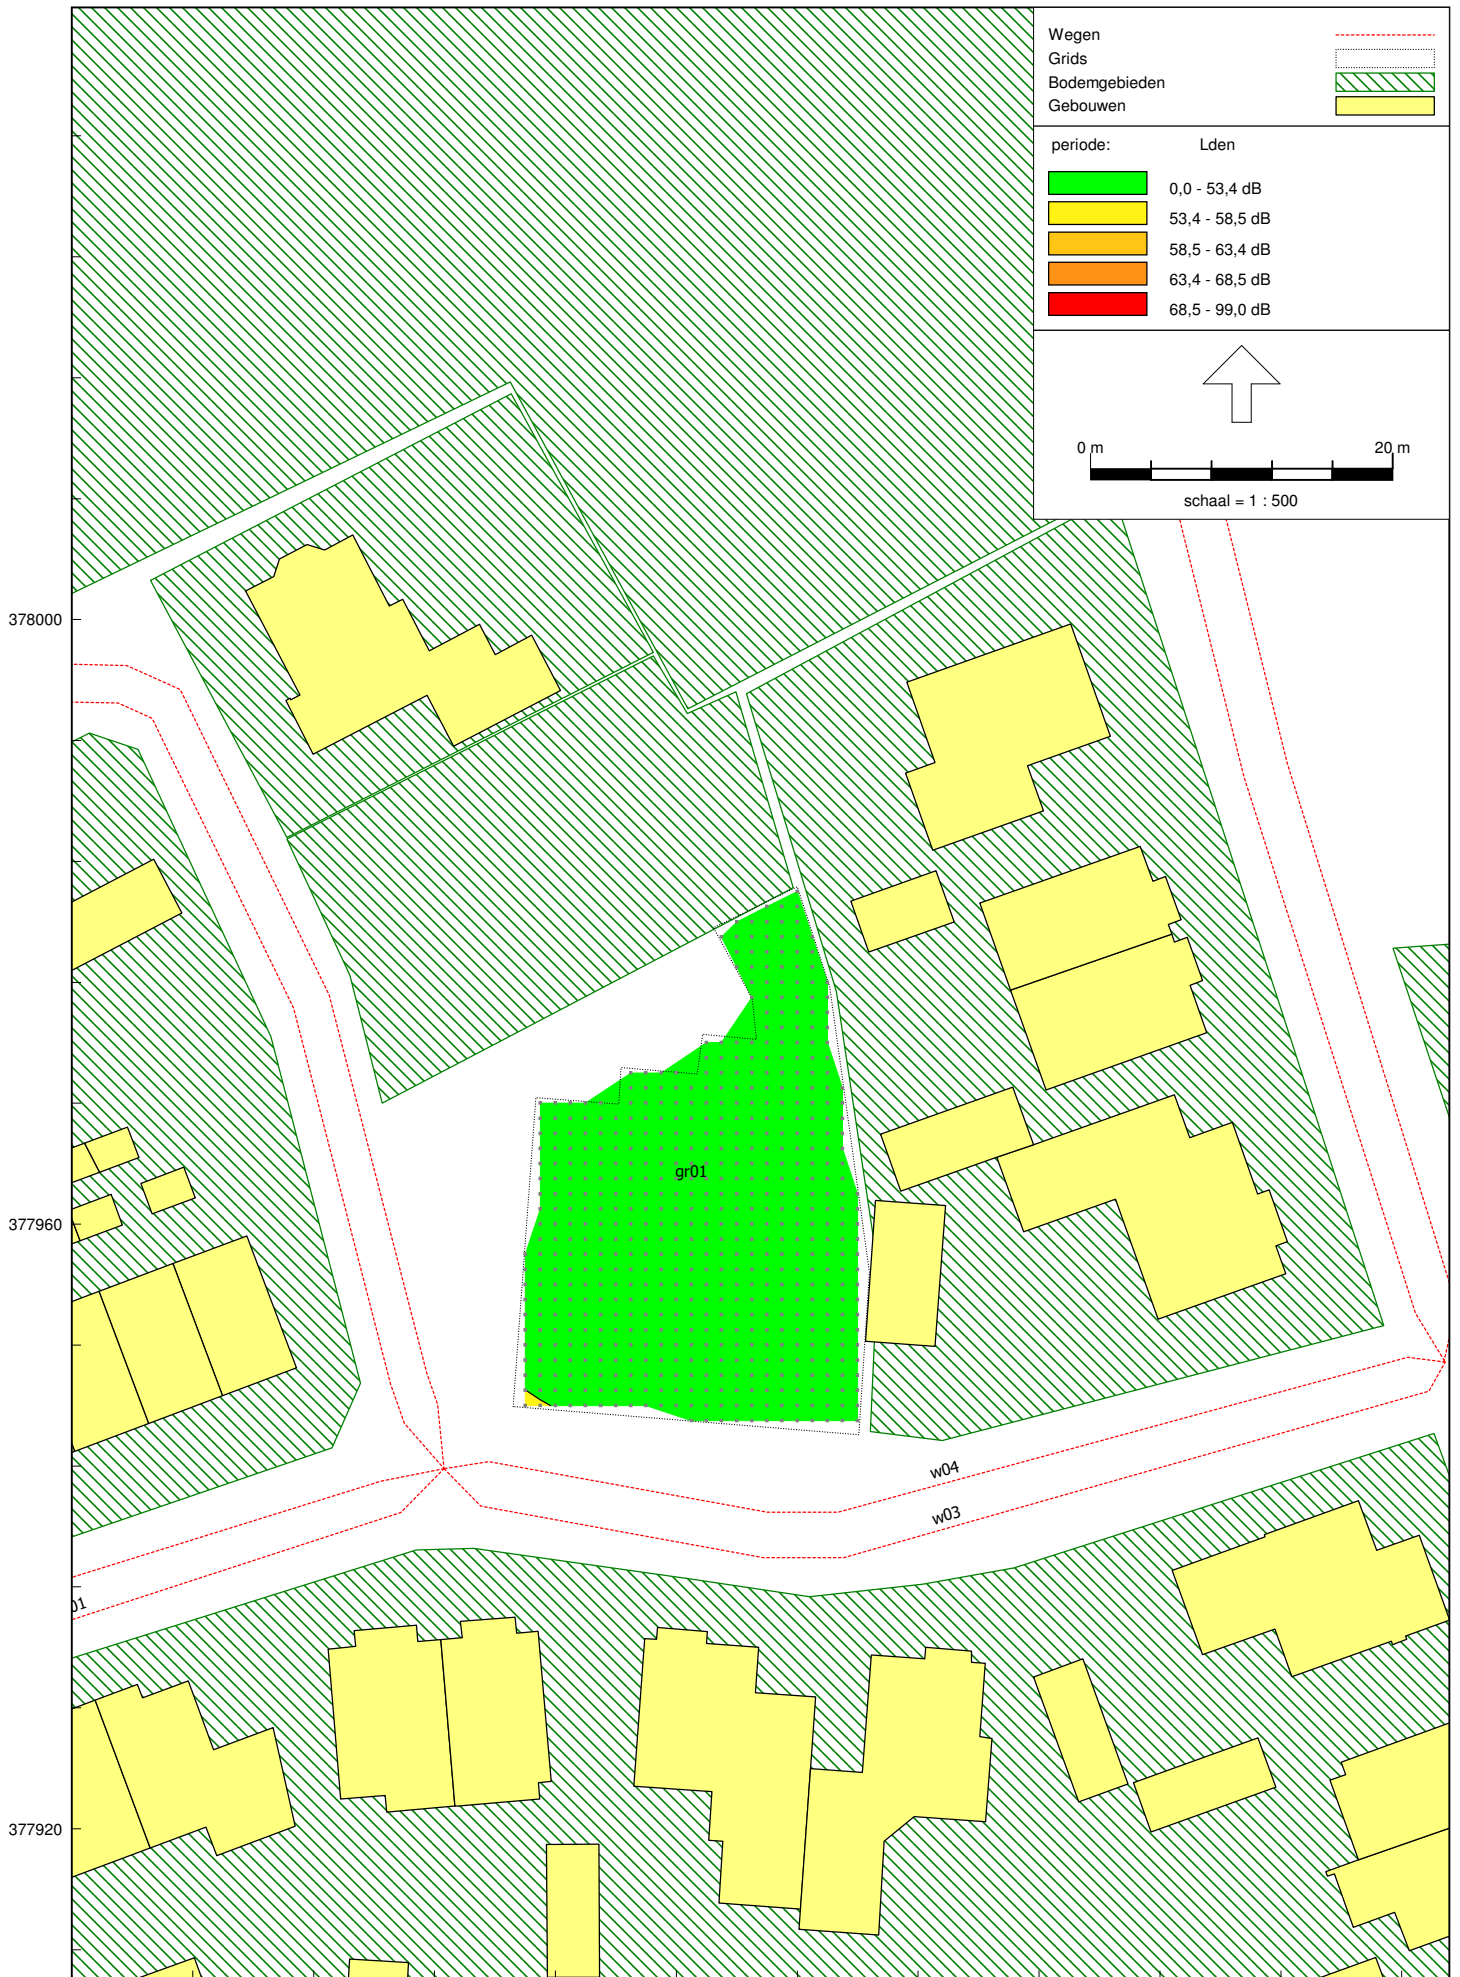 Wegen
Grids
Bodemgebieden
Gebouwen
periode: Lden
0,0 - 53,4 dB
53,4 - 58,5 dB
58,5 - 63,4 dB
63,4 - 68,5 dB
68,5 - 99,0 dB
0 m 20 m
schaal = 1 : 500
378000
gr01
377960
w04
w03
01
377920